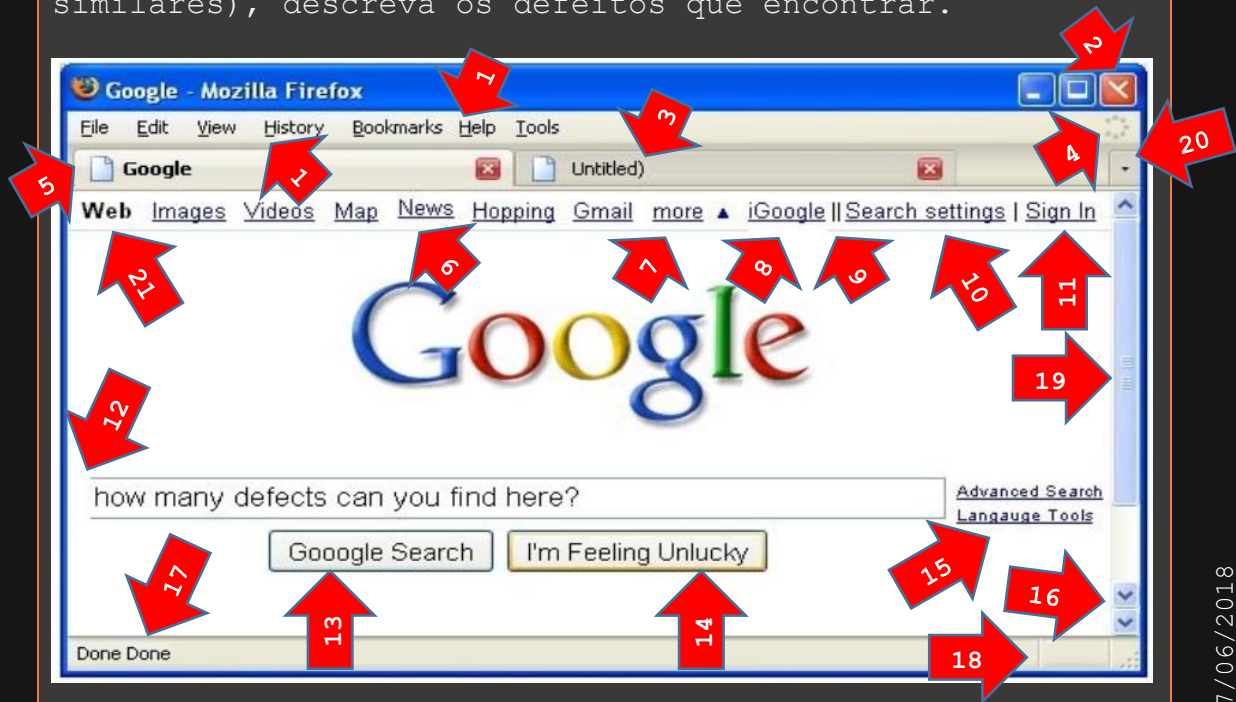 similares), descreva os defeitos que encontrar.
2
1
Google - Mozilla Firefox
3
File Edit View History Bookmarks Help Tools
20
4
Google Untitled)
5
1
Web Images Videos Map News Hopping Gmail more ▲ iGoogle || Search settings | Sign In
21
6
7
8
9
10
11
Google
19
12
how many defects can you find here?
Advanced Search
Langauge Tools
Gooogle Search I'm Feeling Unlucky
15
17
16
13
14
Done Done
18
7/06/2018